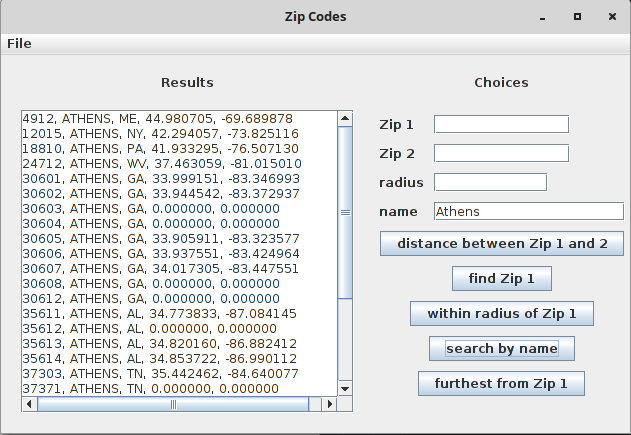 Zip Codes
File
Results
4912, ATHENS, ME, 44.980705, -69.689878
12015, ATHENS, NY, 42.294057, -73.825116
18810, ATHENS, PA, 41.933295, -76.507130
24712, ATHENS, WV, 37.463059, -81.015010
30601, ATHENS, GA, 33.999151, -83.346993
30602, ATHENS, GA, 33.944542, -83.372937
30603, ATHENS, GA, 0.000000, 0.000000
30604, ATHENS, GA, 0.000000, 0.000000
30605, ATHENS, GA, 33.905911, -83.323577
30606, ATHENS, GA, 33.937551, -83.424964
30607, ATHENS, GA, 34.017305, -83.447551
30608, ATHENS, GA, 0.000000, 0.000000
30612, ATHENS, GA, 0.000000, 0.000000
35611, ATHENS, AL, 34.773833, -87.084145
35612, ATHENS, AL, 0.000000, 0.000000
35613, ATHENS, AL, 34.820160, -86.882412
35614, ATHENS, AL, 34.853722, -86.990112
37303, ATHENS, TN, 35.442462, -84.640077
37371, ATHENS, TN, 0.000000, 0.000000
Choices
Zip 1
Zip 2
radius
name Athens
distance between Zip 1 and 2
find Zip 1
within radius of Zip 1
search by name
furthest from Zip 1